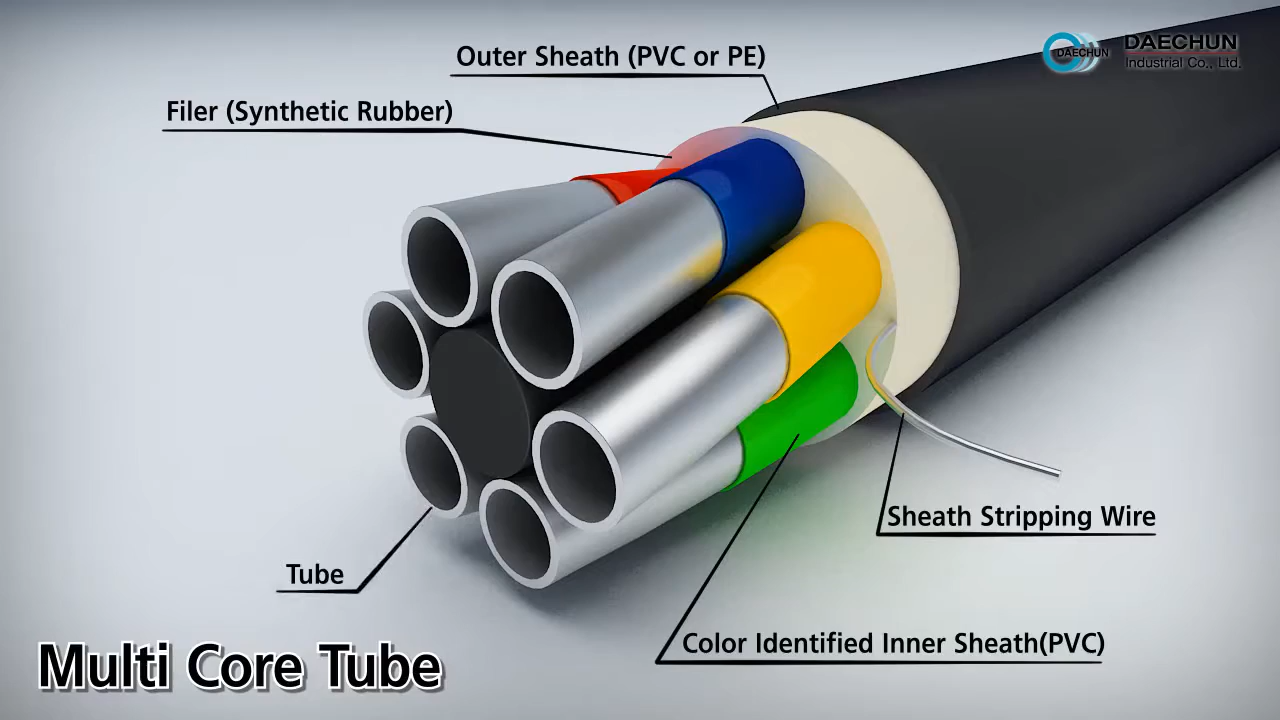 Outer Sheath (PVC or PE)
DAECHUN
DAECHUN
Industrial Co., Ltd.
Filer (Synthetic Rubber)
Sheath Stripping Wire
Tube
Color Identified Inner Sheath(PVC)
Multi Core Tube